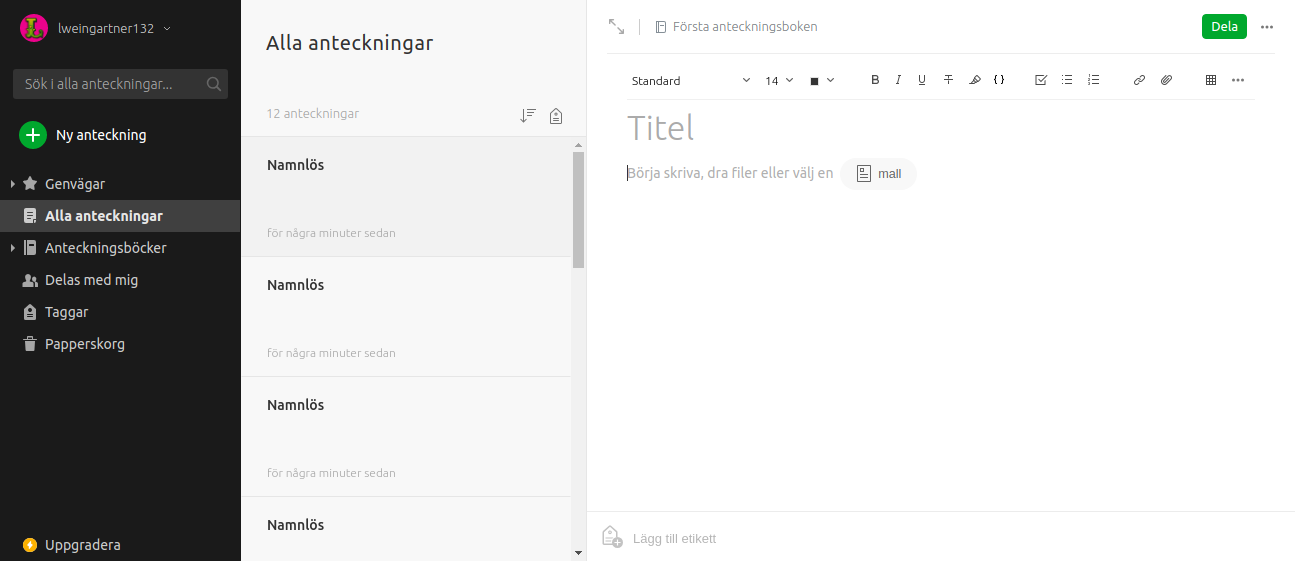 lweingartner132
Sök i alla anteckningar...
Ny anteckning
Genvägar
Alla anteckningar
Anteckningsböcker
Delas med mig
Taggar
Papperskorg
Uppgradera
Alla anteckningar
12 anteckningar
Namnlös
för några minuter sedan
Namnlös
för några minuter sedan
Namnlös
för några minuter sedan
Namnlös
Första anteckningsboken
Dela
Standard 14 B I U T {}
Titel
Börja skriva, dra filer eller välj en mall
Lägg till etikett